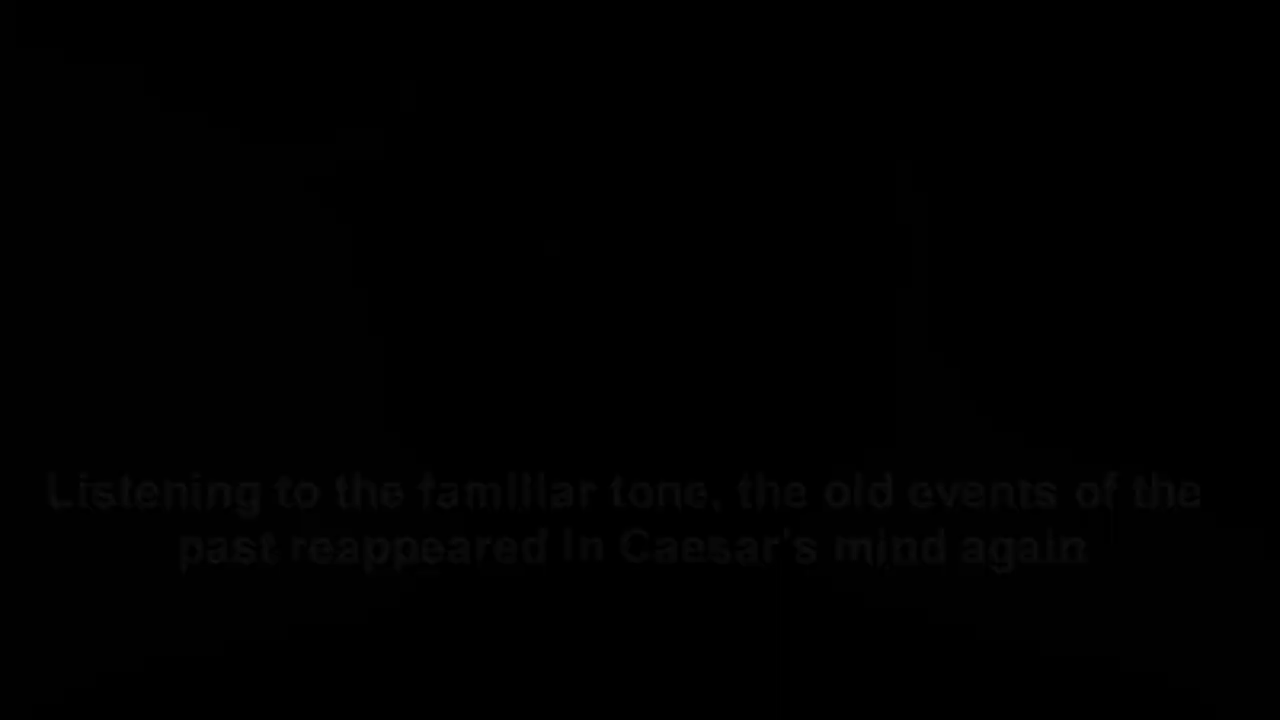 Listening to the familiar tone, the old events of the
past reappeared in Caesar's mind again